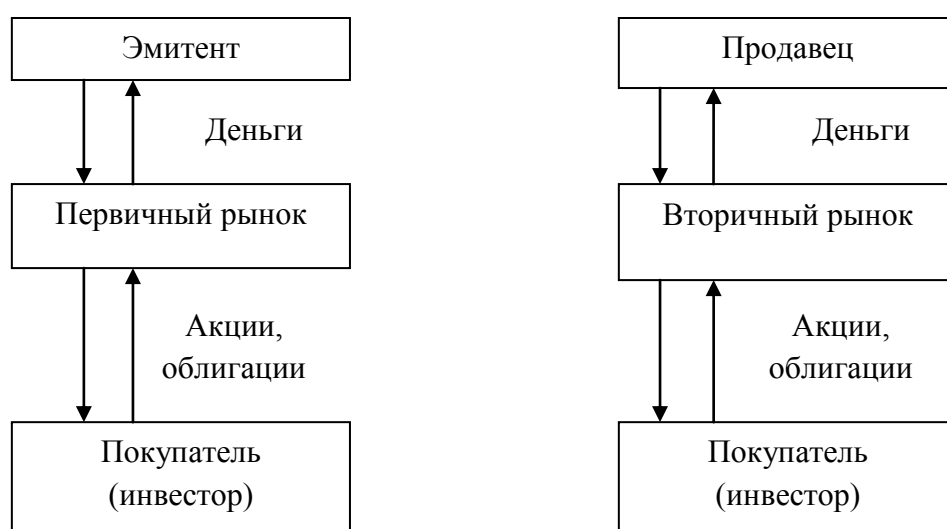 Эмитент
Деньги
Первичный рынок
Акции,
облигации
Покупатель
(инвестор)
Продавец
Деньги
Вторичный рынок
Акции,
облигации
Покупатель
(инвестор)